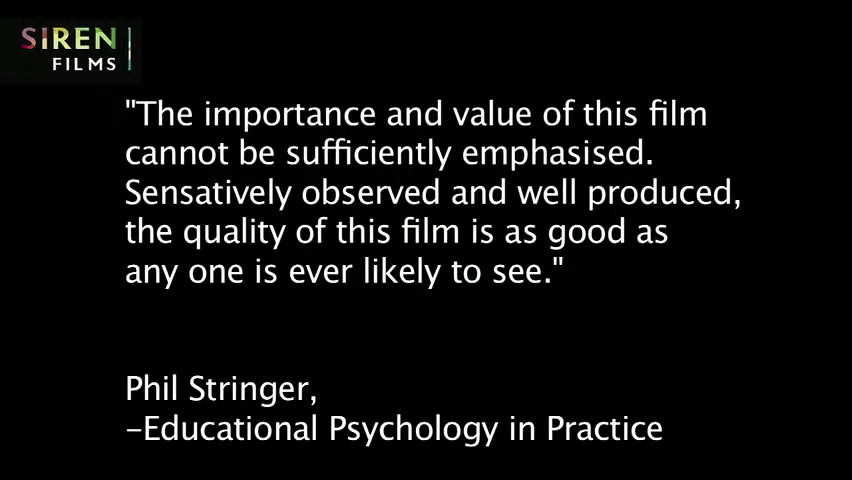 SIREN
FILMS
"The importance and value of this film
cannot be sufficiently emphasised.
Sensatively observed and well produced,
the quality of this film is as good as
any one is ever likely to see."
Phil Stringer,
–Educational Psychology in Practice